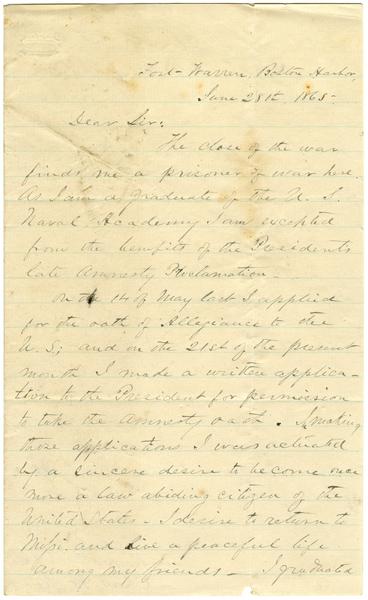 Fort Warren, Boston Harbor,
June 28th, 1865-
Dear Sir:
The close of the war
finds me a prisoner of war here.
As I am a graduate of the U. S.
Naval Academy I am excepted
from the benefits of the Presidents
late Amnesty Proclamation-
On the 14 of May last I applied
for the oath of Allegiance to the
U. S; and on the 21st of the present
month I made a written applica-
tion to the President for permission
to take the amnesty oath. In making
those applications I was actuated
by a sincere desire to become once
more a law abiding citizen of the
United States- I desire to return to
Missi. and live a peaceful life
among my friends- I graduated